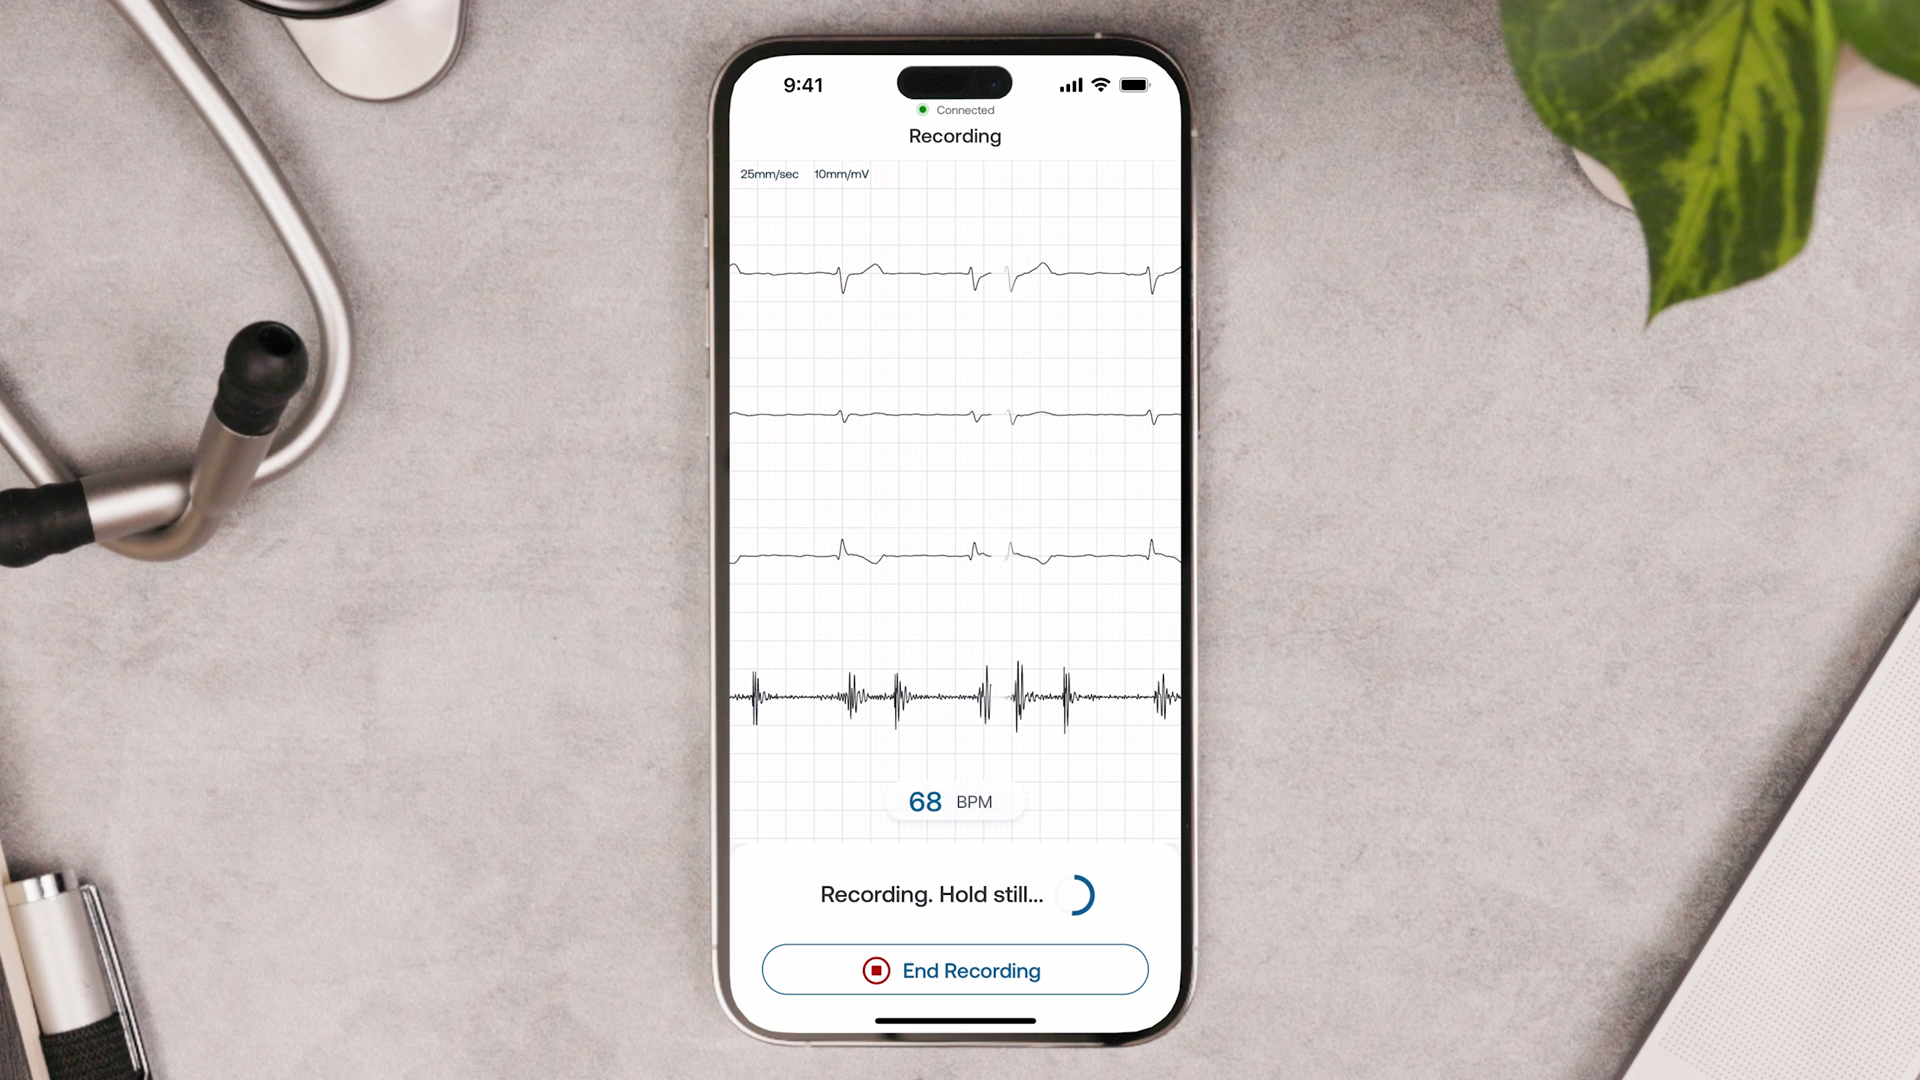 9:41
Connected
Recording
25mm/sec 10mm/mV
68 BPM
Recording. Hold still...
End Recording